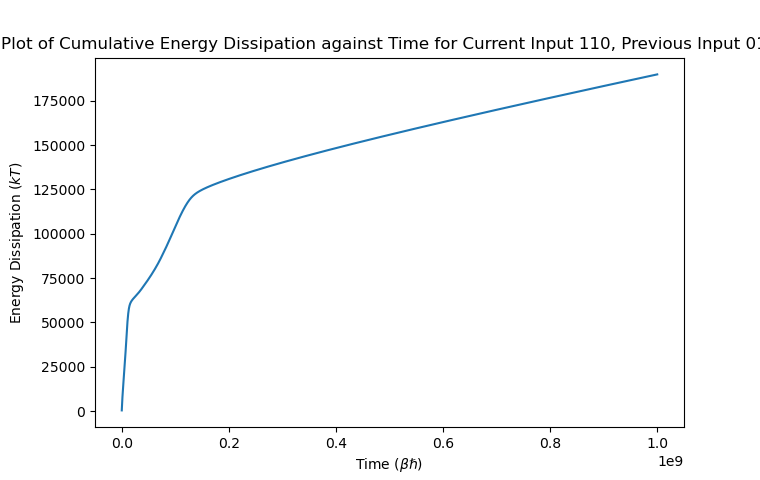 Plot of Cumulative Energy Dissipation against Time for Current Input 110, Previous Input 01
175000
150000
125000
100000
75000
50000
25000
0
Energy Dissipation (kT)
0.0 0.2 0.4 0.6 0.8 1.0
1e9
Time (βħ)